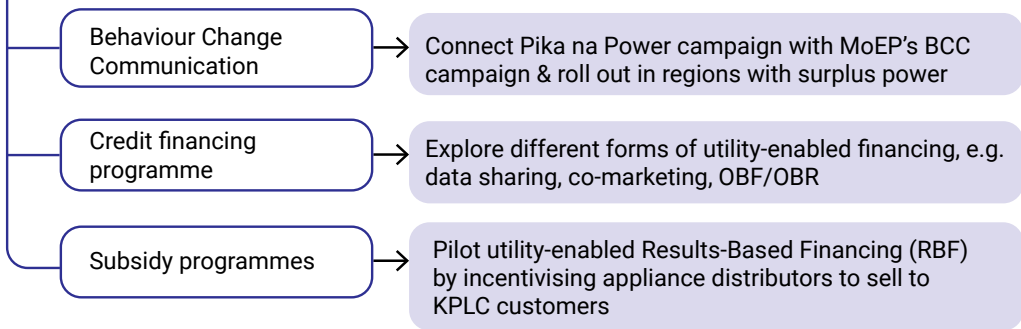 Behaviour Change
Communication
Connect Pika na Power campaign with MoEP's BCC
campaign & roll out in regions with surplus power
Credit financing
programme
Explore different forms of utility-enabled financing, e.g.
data sharing, co-marketing, OBF/OBR
Subsidy programmes
Pilot utility-enabled Results-Based Financing (RBF)
by incentivising appliance distributors to sell to
KPLC customers